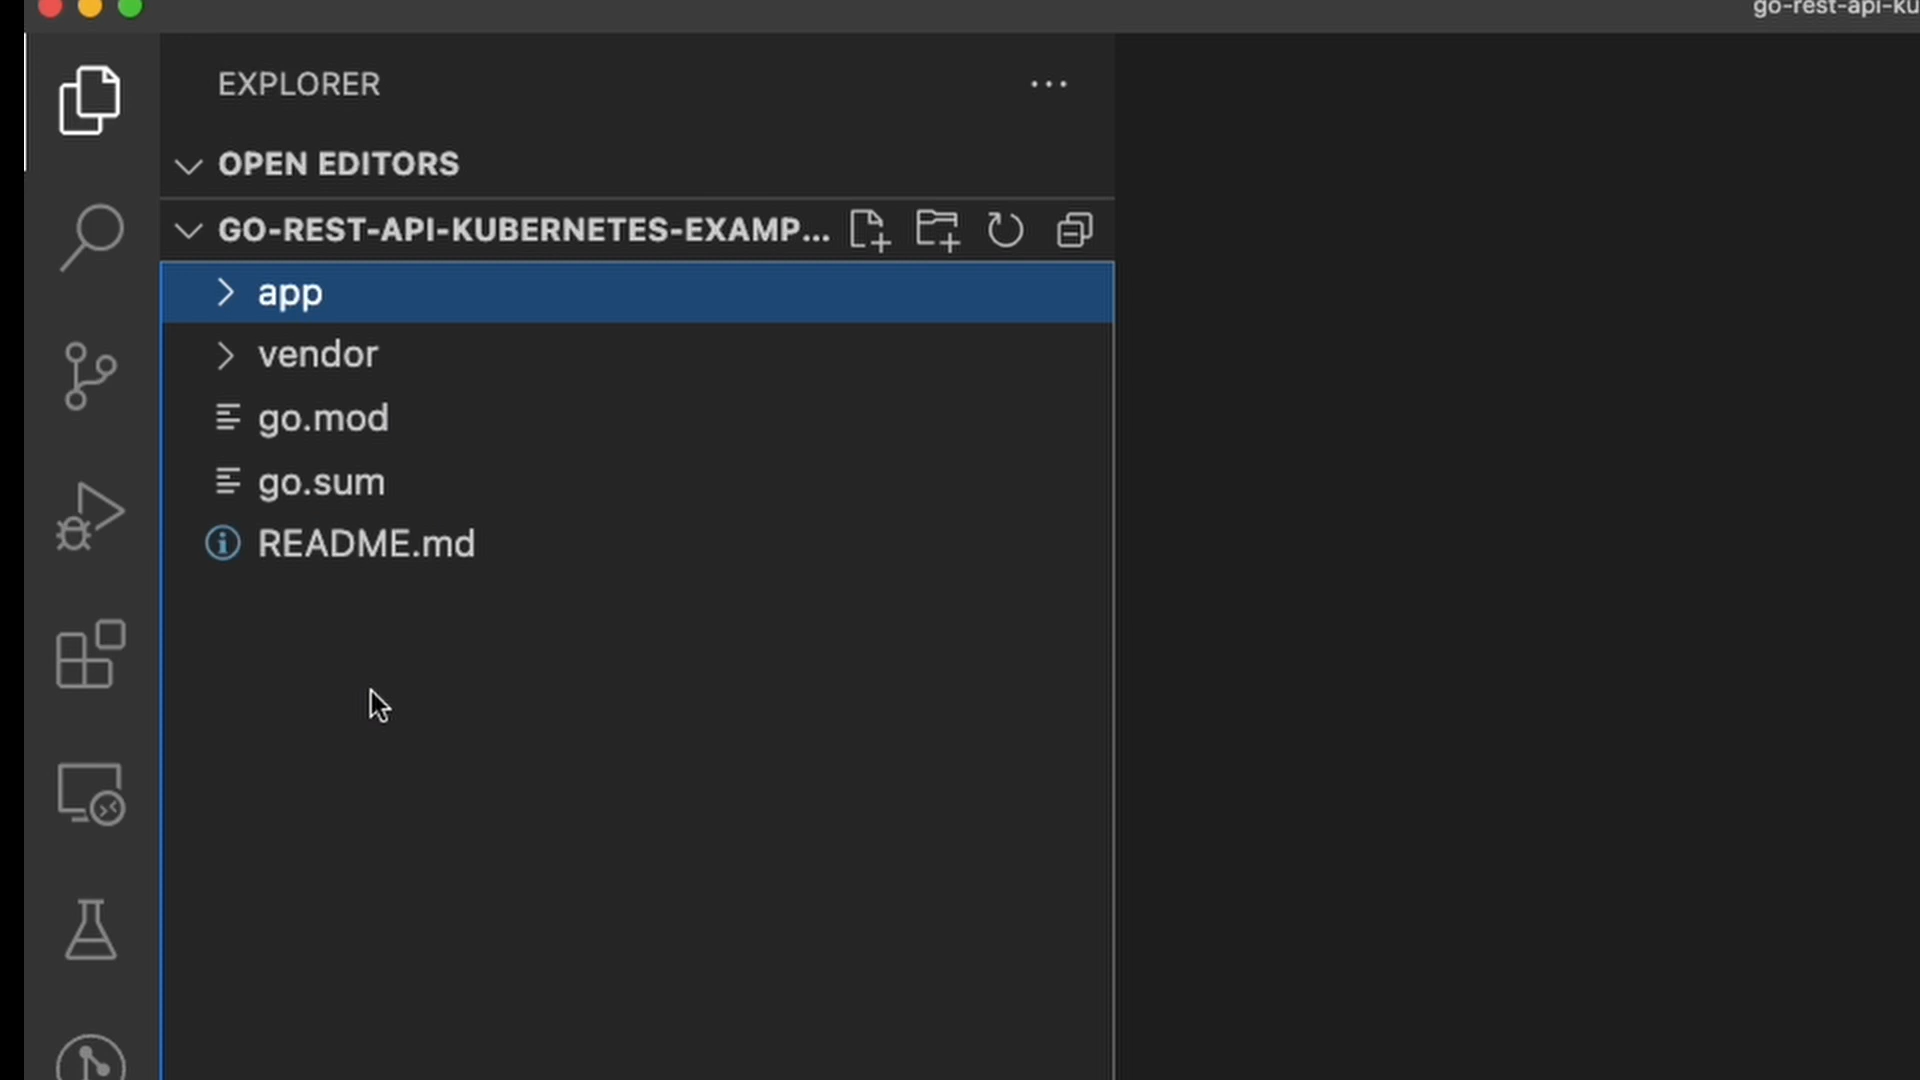 go-rest-api-ku
EXPLORER
OPEN EDITORS
GO-REST-API-KUBERNETES-EXAMP...
app
vendor
go.mod
go.sum
README.md